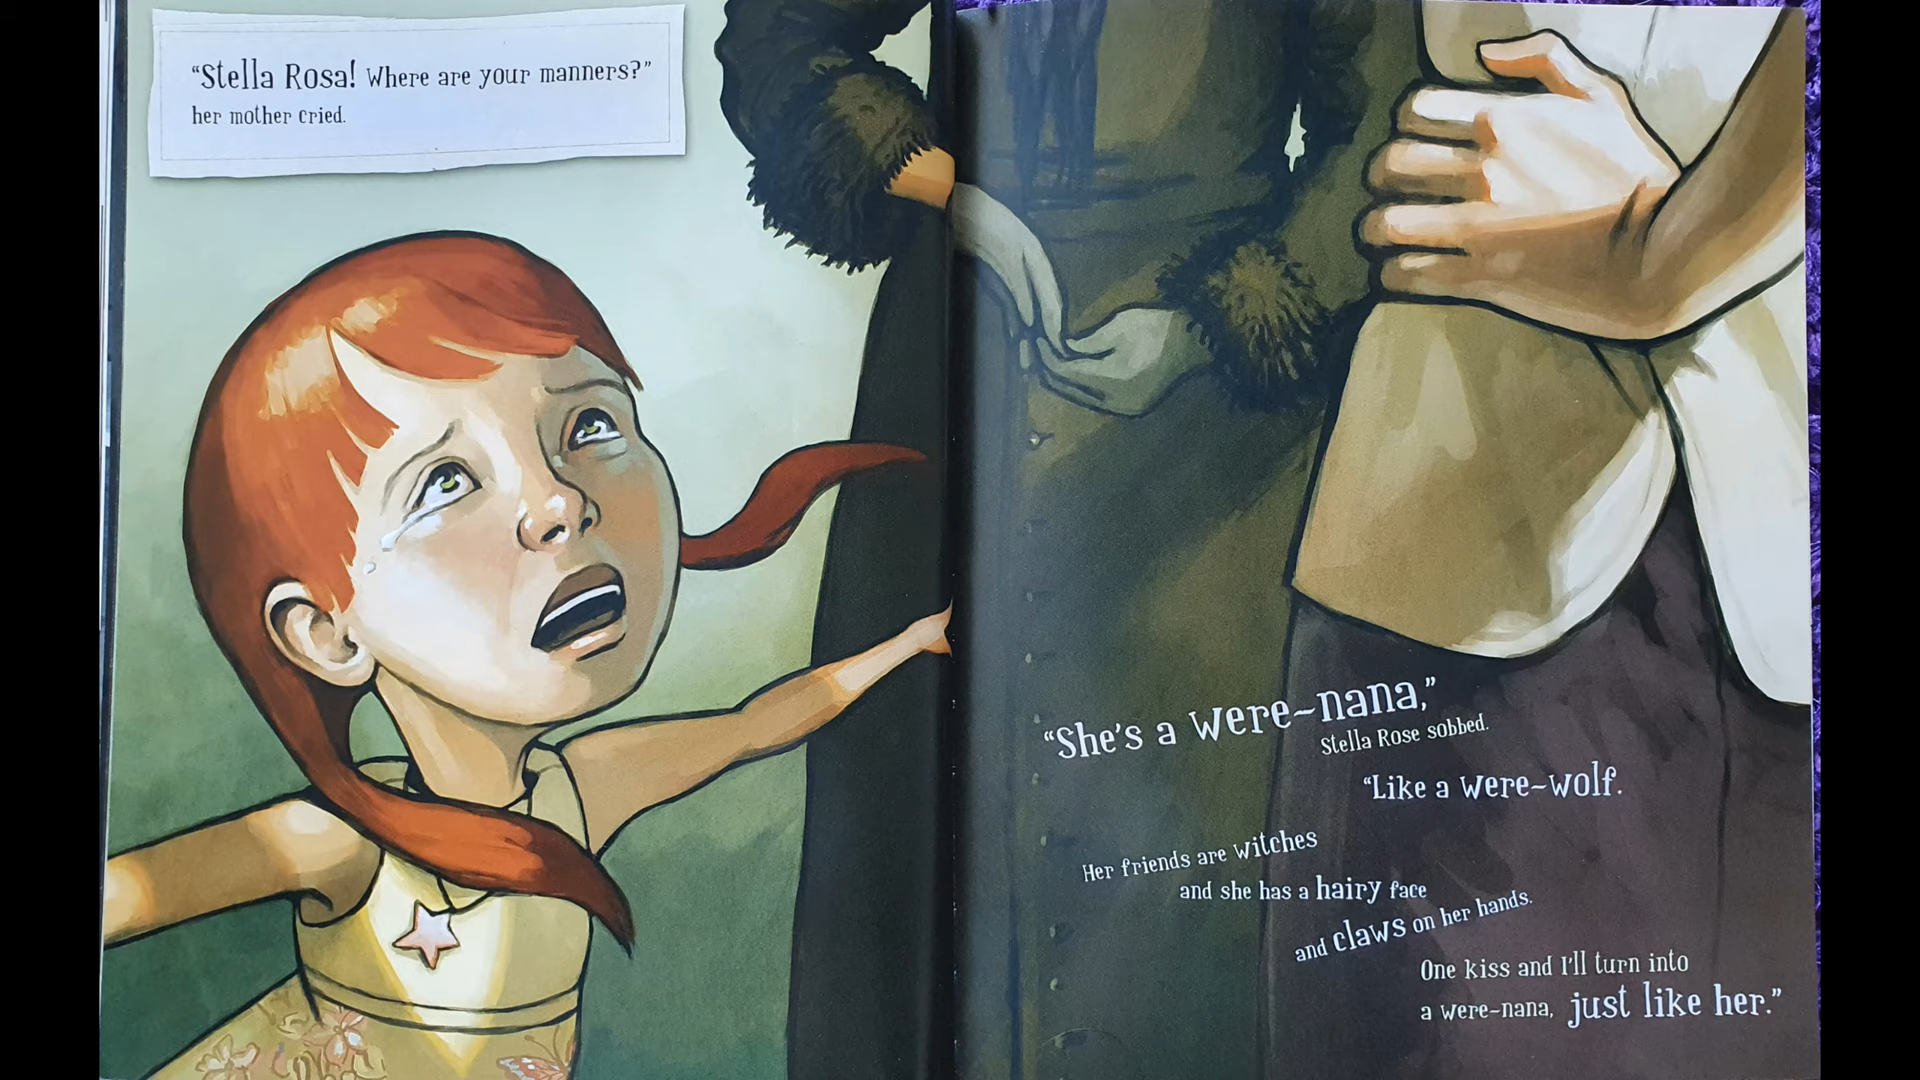 “Stella Rosa! Where are your manners?”
her mother cried.
“She’s a were-nana,”
Stella Rose sobbed.
“Like a were-wolf.
Her friends are witches
and she has a hairy face
and claws on her hands.
One kiss and I’ll turn into
a were-nana, just like her.”